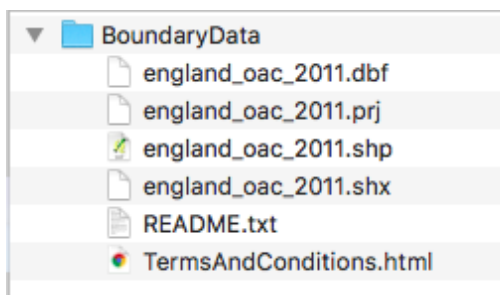 BoundaryData
england_oac_2011.dbf
england_oac_2011.prj
england_oac_2011.shp
england_oac_2011.shx
README.txt
TermsAndConditions.html